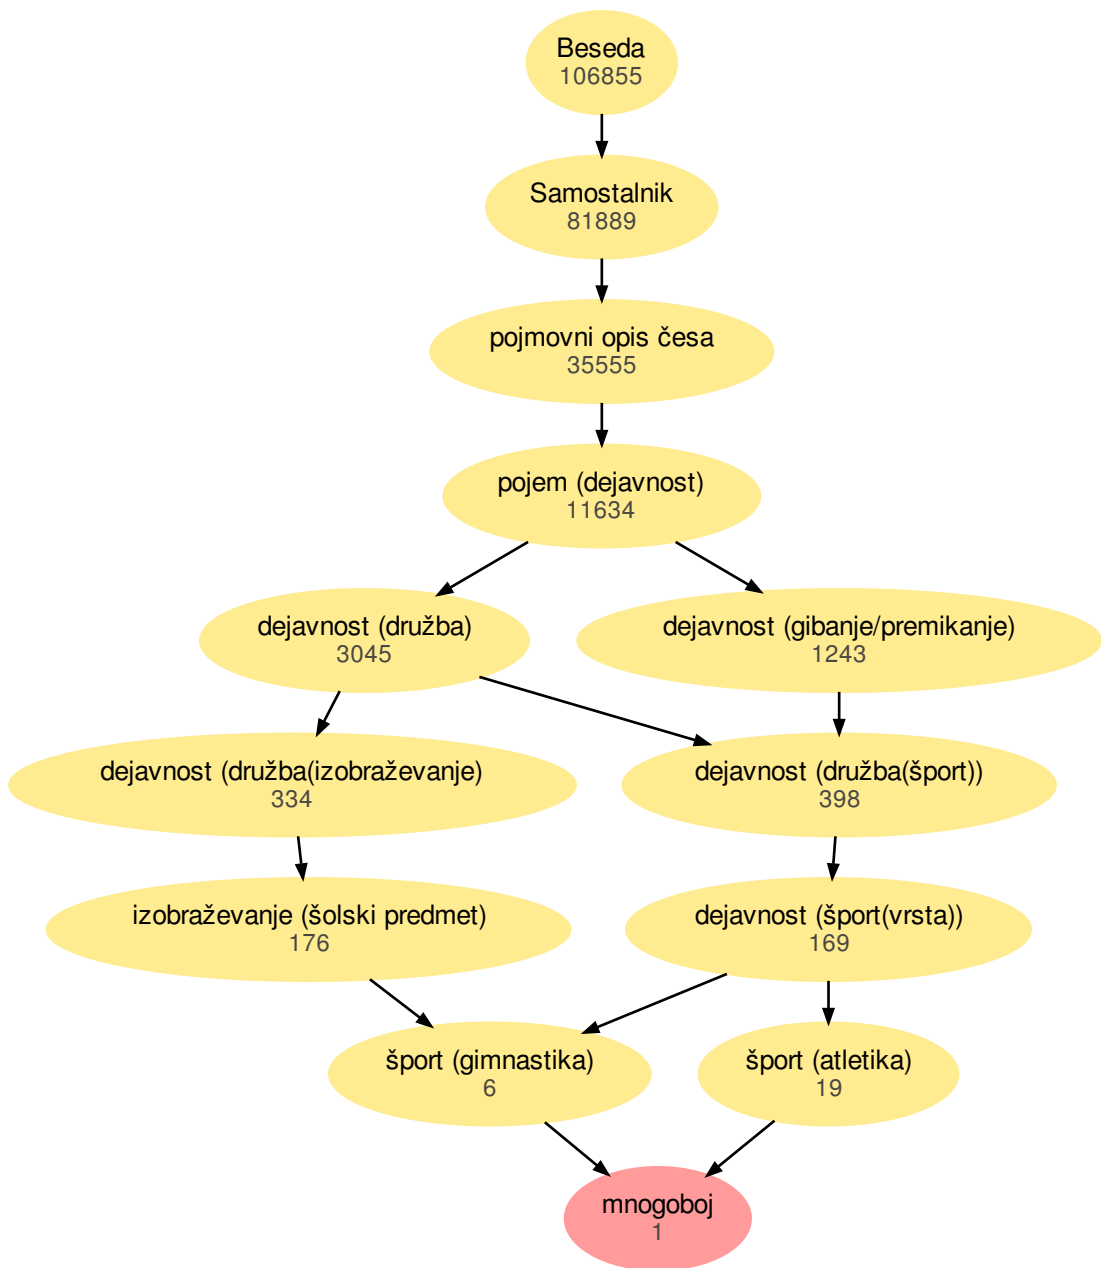 Beseda
106855
Samostalnik
81889
pojmovni opis česa
35555
pojem (dejavnost)
11634
dejavnost (družba)
3045
dejavnost (gibanje/premikanje)
1243
dejavnost (družba(izobraževanje)
334
dejavnost (družba(šport))
398
izobraževanje (šolski predmet)
176
dejavnost (šport(vrsta))
169
šport (gimnastika)
6
šport (atletika)
19
mnogoboj
1